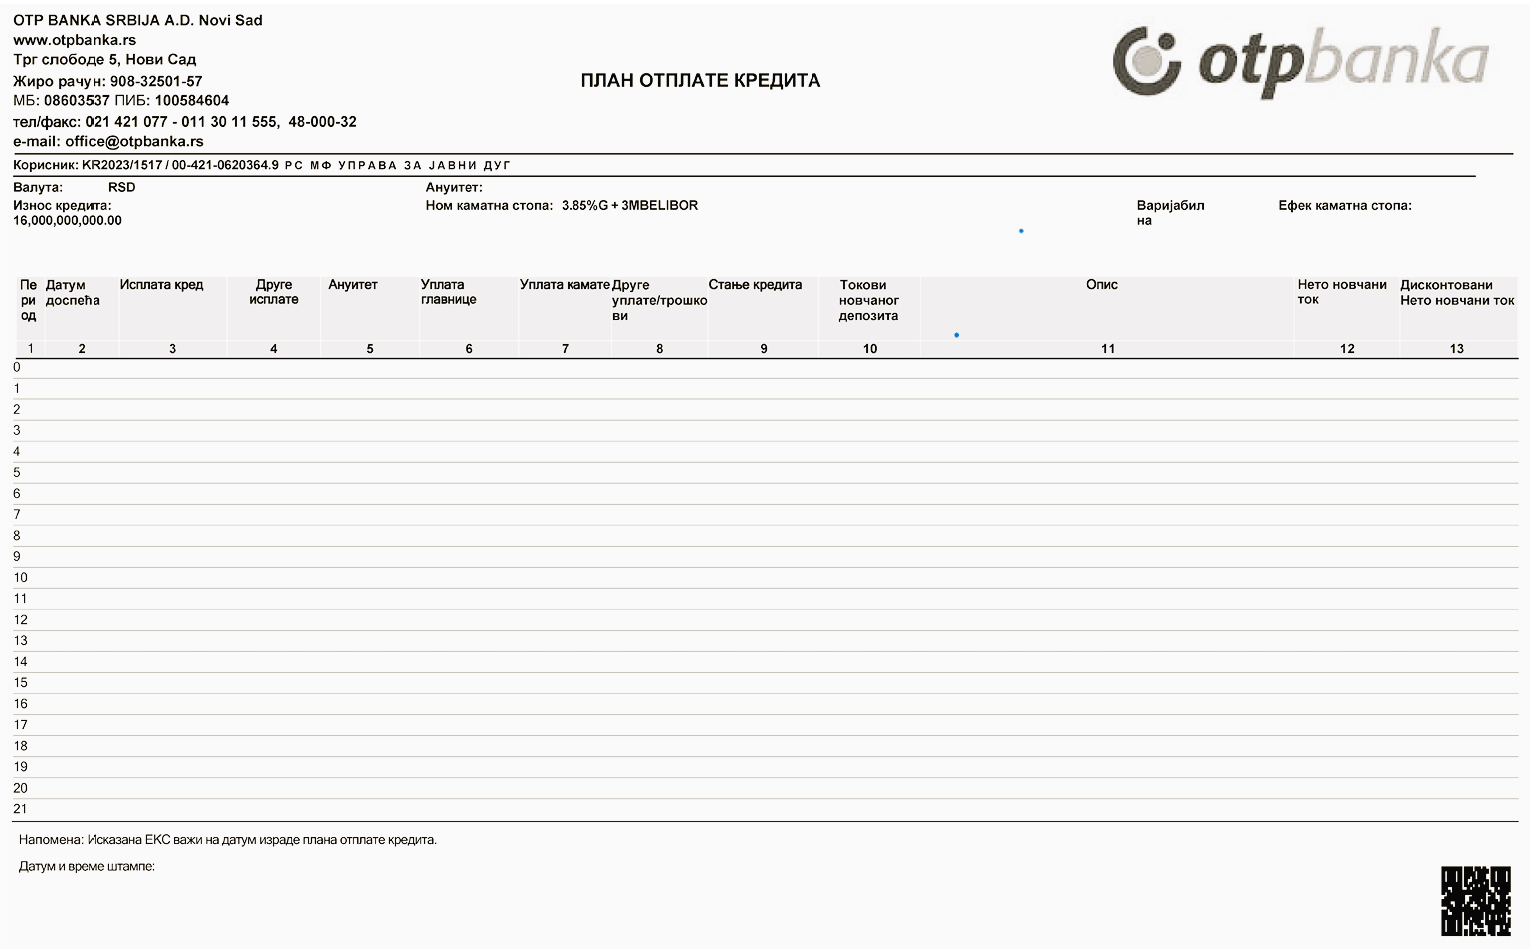 OTP BANKA SRBIJA A.D. Novi Sad
www.otpbanka.rs
Трг слободе 5, Нови Сад
Жиро рачун: 908-32501-57
МБ: 08603537 ПИБ: 100584604
тел/факс: 021 421 077 - 011 30 11 555, 48-000-32
e-mail: office@otpbanka.rs
ПЛАН ОТПЛАТЕ КРЕДИТА
otpbanka
Корисник: KR2023/1517 / 00-421-0620364.9 РС МФ УПРАВА ЗА ЈАВНИ ДУГ
Валута: RSD Ануитет:
Износ кредита: Ном каматна стопа: 3.85%G + 3MBELIBOR Варијабил Ефек каматна стопа:
16,000,000,000.00 на
Пе Датум Исплата кред Друге Ануитет Уплата Уплата камате Друге Стање кредита Токови Опис Нето новчани Дисконтовани
ри доспећа исплате главнице уплате/трошко новчаног ток Нето новчани ток
од ви депозита
1 2 3 4 5 6 7 8 9 10 11 12 13
0
1
2
3
4
5
6
7
8
9
10
11
12
13
14
15
16
17
18
19
20
21
Напомена: Исказана ЕКС важи на датум израде плана отплате кредита.
Датум и време штампе: